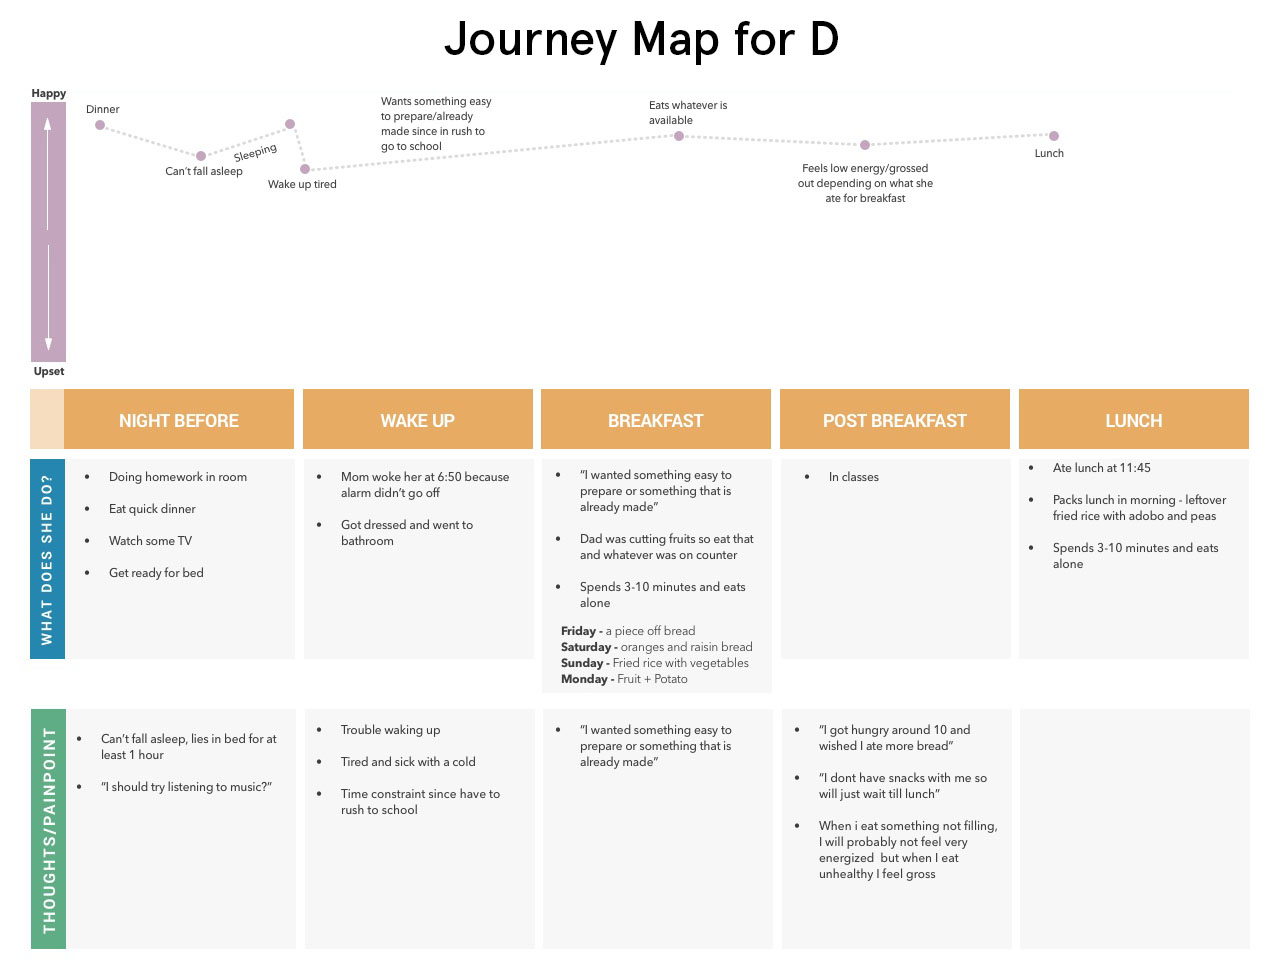 Journey Map for D
Happy
Dinner
Can't fall asleep
Sleeping
Wake up tired
Wants something easy
to prepare/already
made since in rush to
go to school
Eats whatever is
available
Feels low energy/grossed
out depending on what she
ate for breakfast
Lunch
Upset
NIGHT BEFORE
WAKE UP
BREAKFAST
POST BREAKFAST
LUNCH
WHAT DOES SHE DO?
• Doing homework in room
• Eat quick dinner
• Watch some TV
• Get ready for bed
• Mom woke her at 6:50 because
alarm didn't go off
• Got dressed and went to
bathroom
• “I wanted something easy to
prepare or something that is
already made”
• Dad was cutting fruits so eat that
and whatever was on counter
• Spends 3-10 minutes and eats
alone
Friday - a piece off bread
Saturday - oranges and raisin bread
Sunday - Fried rice with vegetables
Monday - Fruit + Potato
• In classes
• Ate lunch at 11:45
• Packs lunch in morning - leftover
fried rice with adobo and peas
• Spends 3-10 minutes and eats
alone
THOUGHTS/PAINPOINT
• Can't fall asleep, lies in bed for at
least 1 hour
• “I should try listening to music?”
• Trouble waking up
• Tired and sick with a cold
• Time constraint since have to
rush to school
• “I wanted something easy to
prepare or something that is
already made”
• “I got hungry around 10 and
wished I ate more bread”
• “I dont have snacks with me so
will just wait till lunch”
• When i eat something not filling,
I will probably not feel very
energized  but when I eat
unhealthy I feel gross